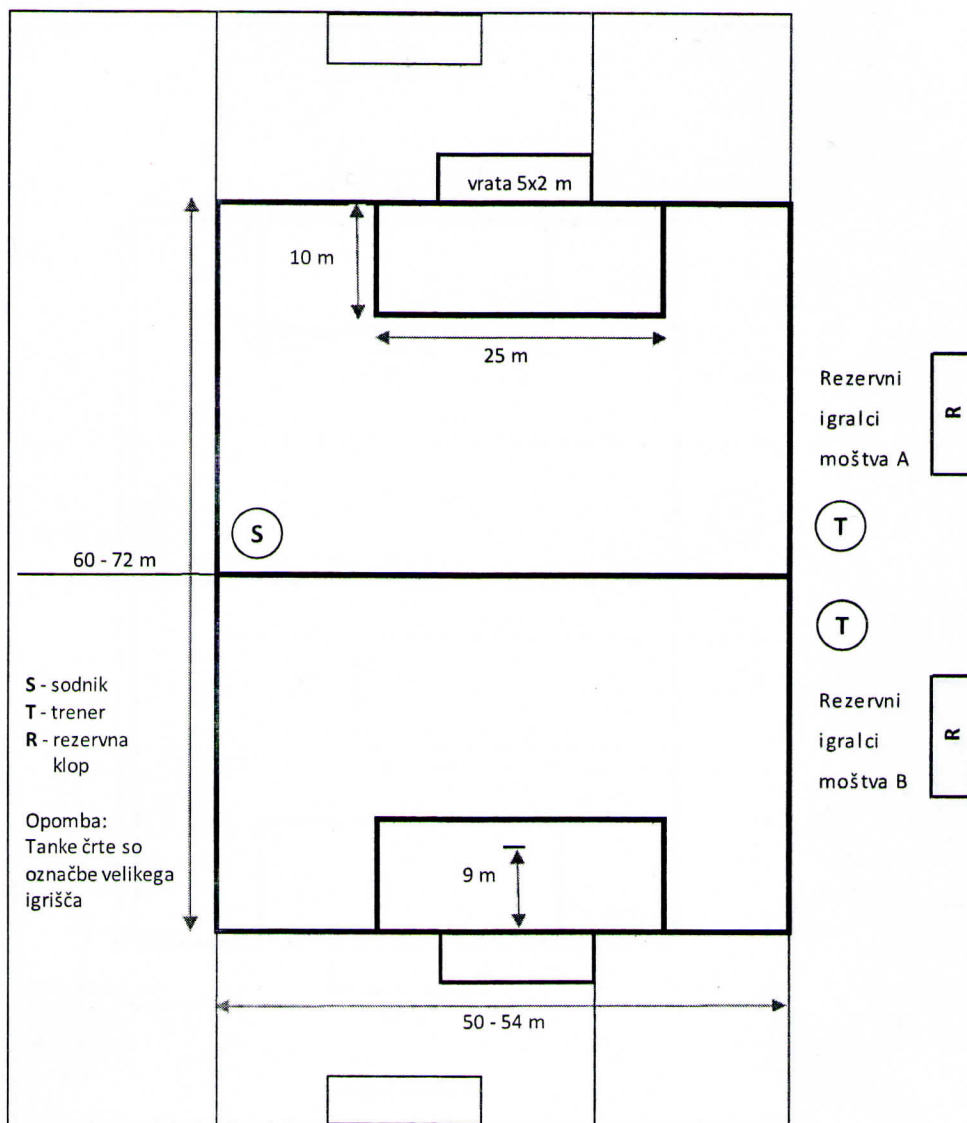 vrata 5x2 m
10 m
25 m
Rezervni
igralci
moštva A
R
S
T
60 - 72 m
T
S - sodnik
T - trener
R - rezervna
klop
Rezervni
igralci
moštva B
R
Opomba:
Tanke črte so
označbe velikega
igrišča
9 m
50 - 54 m